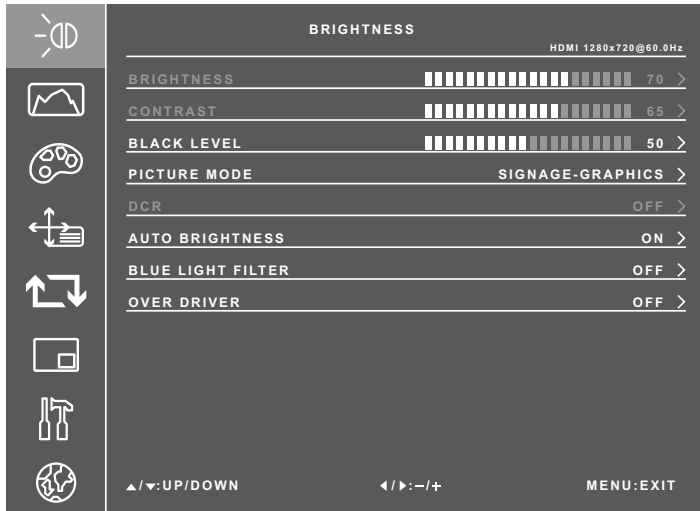 BRIGHTNESS
HDMI 1280x720@60.0Hz
BRIGHTNESS 70
CONTRAST 65
BLACK LEVEL 50
PICTURE MODE SIGNAGE-GRAPHICS
DCR OFF
AUTO BRIGHTNESS ON
BLUE LIGHT FILTER OFF
OVER DRIVER OFF
▲/▼:UP/DOWN ◀/▶:−/+ MENU:EXIT